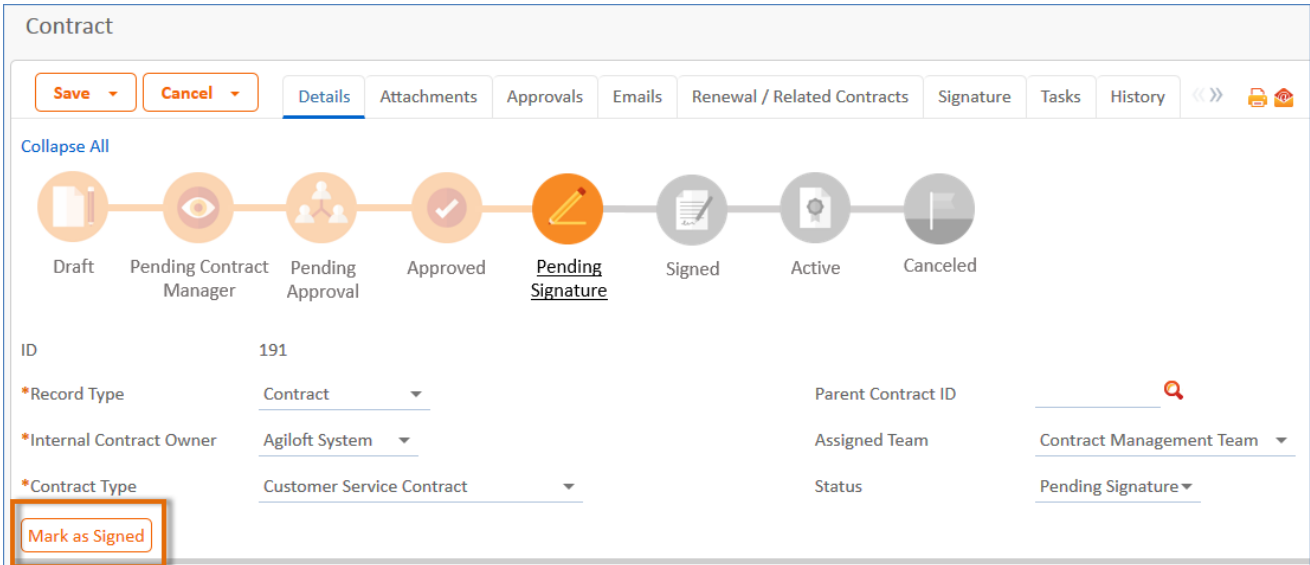 Contract
Save Cancel Details Attachments Approvals Emails Renewal / Related Contracts Signature Tasks History
Collapse All
Draft Pending Contract Pending Approved Pending Signed Active Canceled
Manager Approval Signature
ID 191
*Record Type Contract Parent Contract ID
*Internal Contract Owner Agiloft System Assigned Team Contract Management Team
*Contract Type Customer Service Contract Status Pending Signature
Mark as Signed